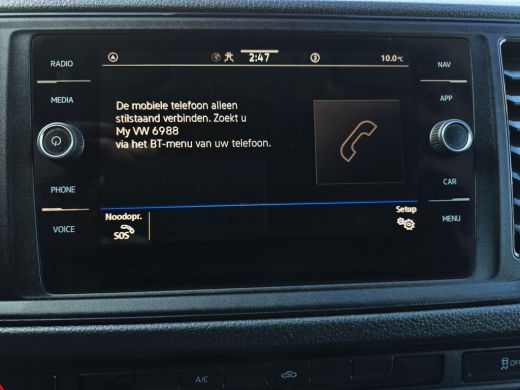 RADIO
MEDIA
PHONE
VOICE
2:47
10.0°C
De mobiele telefoon alleen
stilstaand verbinden. Zoekt u
My VW 6988
via het BT-menu van uw telefoon.
Noodopr.
SOS
Setup
NAV
APP
CAR
MENU
A/C
OFF